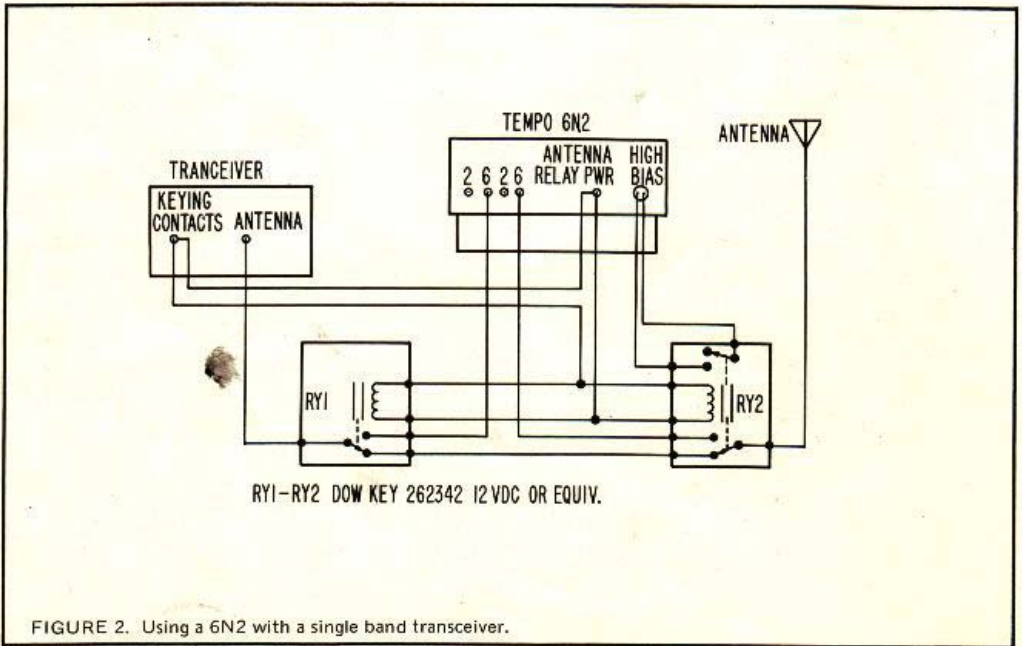 TEMPO 6N2
ANTENNA
TRANCEIVER
KEYING
CONTACTS ANTENNA
ANTENNA HIGH
2 6 2 6 RELAY PWR BIAS
RY1
RY2
RY1-RY2 DOW KEY 262342 12 VDC OR EQUIV.
FIGURE 2. Using a 6N2 with a single band transceiver.